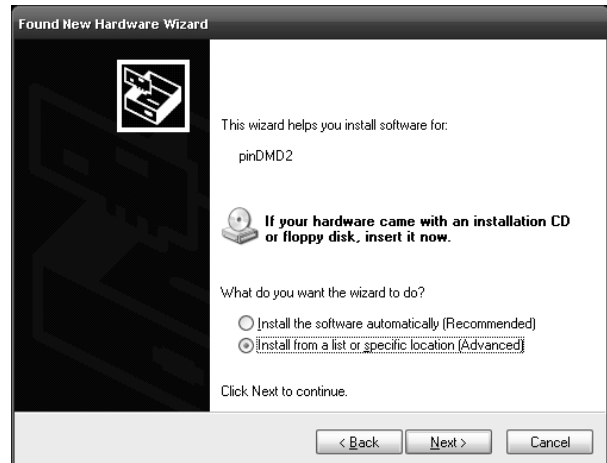 Found New Hardware Wizard
This wizard helps you install software for:
pinDMD2
If your hardware came with an installation CD
or floppy disk, insert it now.
What do you want the wizard to do?
Install the software automatically (Recommended)
Install from a list or specific location (Advanced)
Click Next to continue.
< Back Next > Cancel